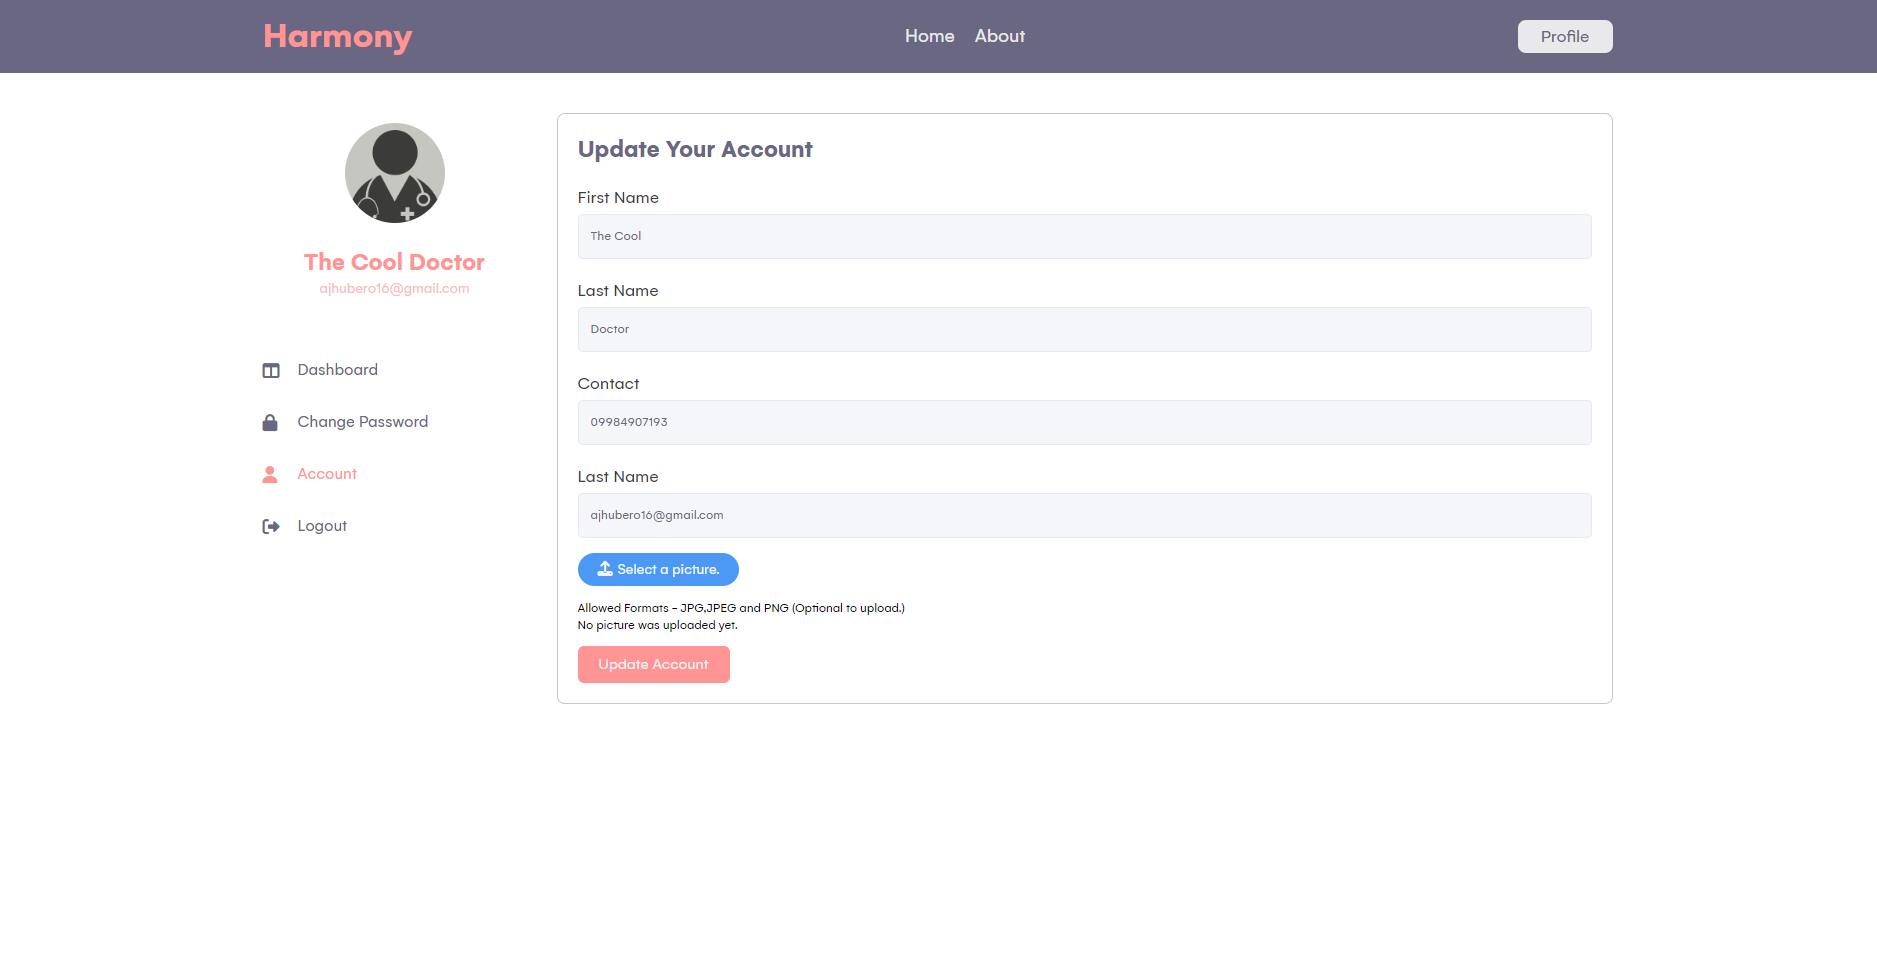 Harmony
Home About
Profile
The Cool Doctor
ajhubero16@gmail.com
Dashboard
Change Password
Account
Logout
Update Your Account
First Name
The Cool
Last Name
Doctor
Contact
09984907193
Last Name
ajhubero16@gmail.com
Select a picture.
Allowed Formats - JPG,JPEG and PNG (Optional to upload.)
No picture was uploaded yet.
Update Account